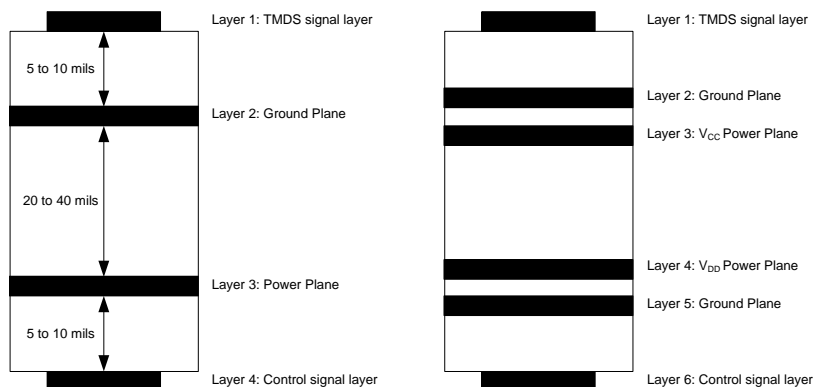 Layer 1: TMDS signal layer
5 to 10 mils
Layer 2: Ground Plane
20 to 40 mils
Layer 3: Power Plane
5 to 10 mils
Layer 4: Control signal layer
Layer 1: TMDS signal layer
Layer 2: Ground Plane
Layer 3: VCC Power Plane
Layer 4: VDD Power Plane
Layer 5: Ground Plane
Layer 6: Control signal layer